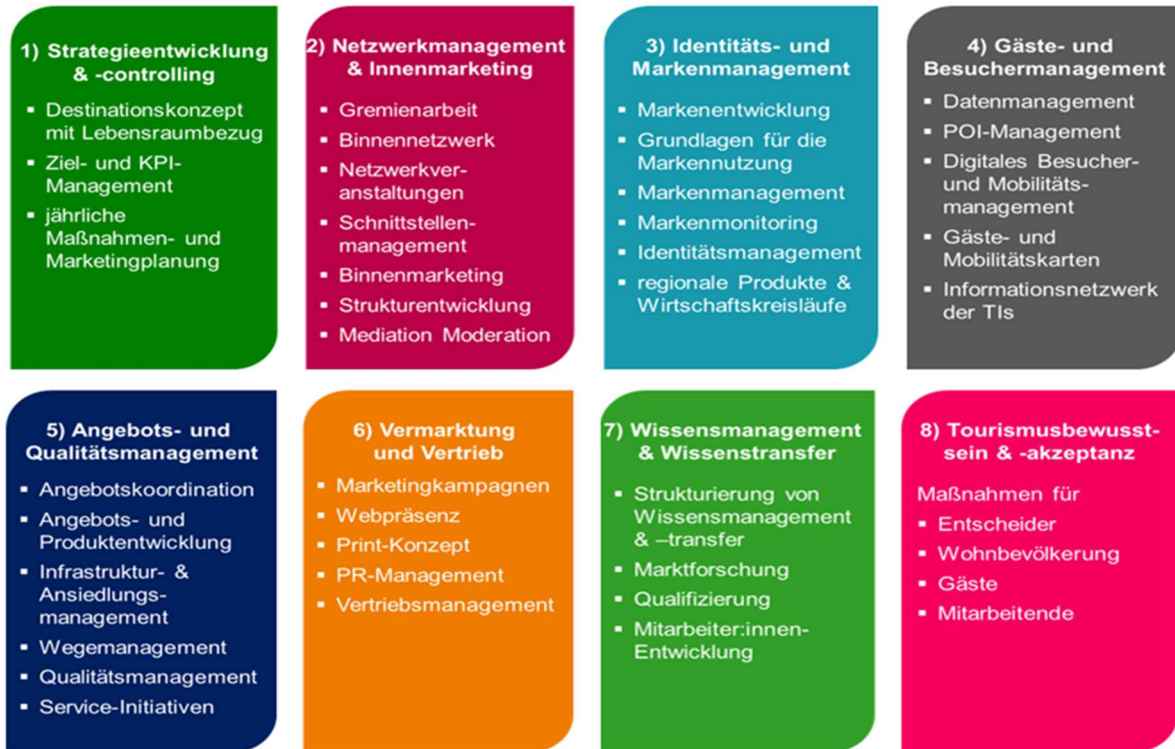 1) Strategieentwicklung
& -controlling
▪ Destinationskonzept
mit Lebensraumbezug
▪ Ziel- und KPI-
Management
▪ jährliche
Maßnahmen- und
Marketingplanung
2) Netzwerkmanagement
& Innenmarketing
▪ Gremienarbeit
▪ Binnennetzwerk
▪ Netzwerkver-
anstaltungen
▪ Schnittstellen-
management
▪ Binnenmarketing
▪ Strukturentwicklung
▪ Mediation Moderation
3) Identitäts- und
Markenmanagement
▪ Markenentwicklung
▪ Grundlagen für die
Markennutzung
▪ Markenmanagement
▪ Markenmonitoring
▪ Identitätsmanagement
▪ regionale Produkte &
Wirtschaftskreisläufe
4) Gäste- und
Besuchermanagement
▪ Datenmanagement
▪ POI-Management
▪ Digitales Besucher-
und Mobilitäts-
management
▪ Gäste- und
Mobilitätskarten
▪ Informationsnetzwerk
der TIs
5) Angebots- und
Qualitätsmanagement
▪ Angebotskoordination
▪ Angebots- und
Produktentwicklung
▪ Infrastruktur- &
Ansiedlungs-
management
▪ Wegemanagement
▪ Qualitätsmanagement
▪ Service-Initiativen
6) Vermarktung
und Vertrieb
▪ Marketingkampagnen
▪ Webpräsenz
▪ Print-Konzept
▪ PR-Management
▪ Vertriebsmanagement
7) Wissensmanagement
& Wissenstransfer
▪ Strukturierung von
Wissensmanagement
& –transfer
▪ Marktforschung
▪ Qualifizierung
▪ Mitarbeiter:innen-
Entwicklung
8) Tourismusbewusst-
sein & -akzeptanz
Maßnahmen für
▪ Entscheider
▪ Wohnbevölkerung
▪ Gäste
▪ Mitarbeitende